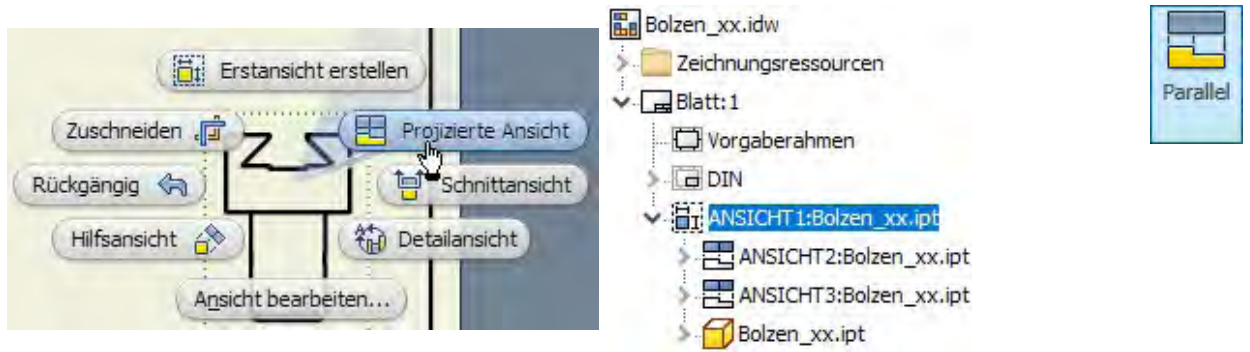 Erstansicht erstellen
Zuschneiden
Projizierte Ansicht
Rückgängig
Schnittansicht
Hilfsansicht
Detailansicht
Ansicht bearbeiten...
Bolzen_xx.idw
Zeichnungsressourcen
Blatt:1
Vorgaberahmen
DIN
ANSICHT1:Bolzen_xx.ipt
ANSICHT2:Bolzen_xx.ipt
ANSICHT3:Bolzen_xx.ipt
Bolzen_xx.ipt
Parallel